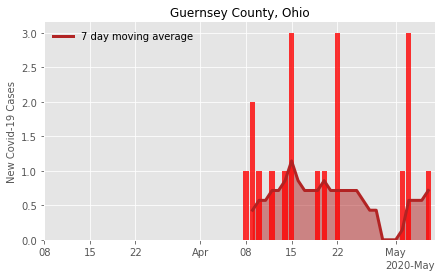 Guernsey County, Ohio
7 day moving average
New Covid-19 Cases
3.0
2.5
2.0
1.5
1.0
0.5
0.0
08 15 22 Apr 08 15 22 May
2020-May